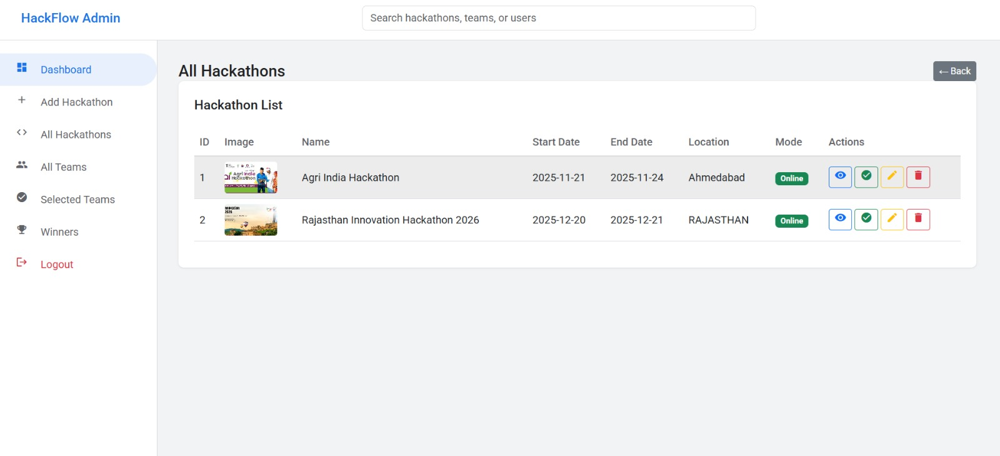 HackFlow Admin
Search hackathons, teams, or users
Dashboard
Add Hackathon
All Hackathons
All Teams
Selected Teams
Winners
Logout
All Hackathons
← Back
Hackathon List
ID Image Name Start Date End Date Location Mode Actions
1 Agri India Hackathon Agri India Hackathon 2025-11-21 2025-11-24 Ahmedabad Online
2 2026 Rajasthan Innovation Hackathon 2026 2025-12-20 2025-12-21 RAJASTHAN Online